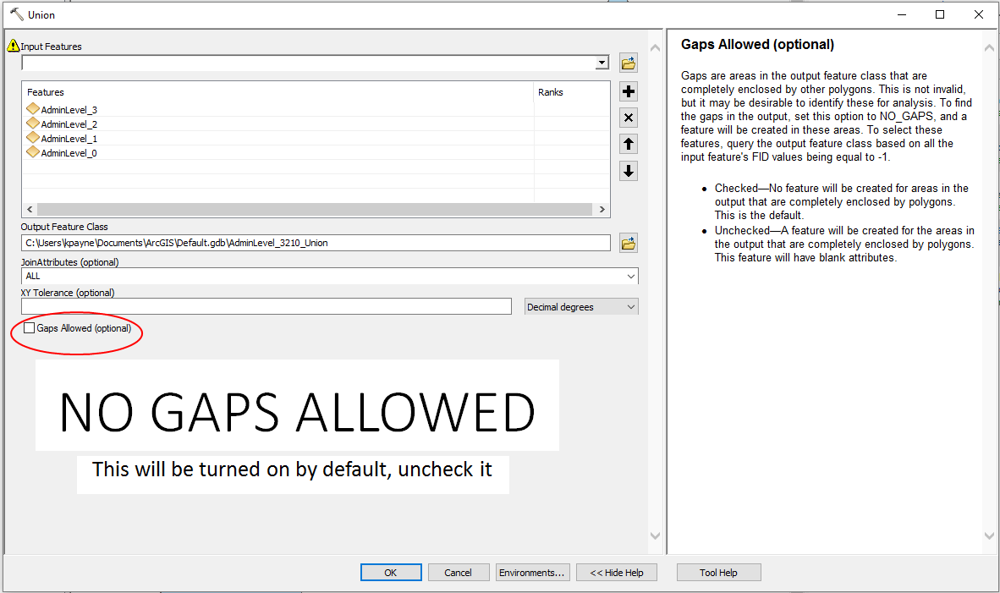 Union
Input Features
Features Ranks
AdminLevel_3
AdminLevel_2
AdminLevel_1
AdminLevel_0
Output Feature Class
C:\Users\kpayne\Documents\ArcGIS\Default.gdb\AdminLevel_3210_Union
JoinAttributes (optional)
ALL
XY Tolerance (optional)
Decimal degrees
Gaps Allowed (optional)
NO GAPS ALLOWED
This will be turned on by default, uncheck it
Gaps Allowed (optional)
Gaps are areas in the output feature class that are
completely enclosed by other polygons. This is not invalid,
but it may be desirable to identify these for analysis. To find
the gaps in the output, set this option to NO_GAPS, and a
feature will be created in these areas. To select these
features, query the output feature class based on all the
input feature's FID values being equal to -1.
• Checked—No feature will be created for areas in the
output that are completely enclosed by polygons.
This is the default.
• Unchecked—A feature will be created for the areas in
the output that are completely enclosed by polygons.
This feature will have blank attributes.
OK Cancel Environments... << Hide Help Tool Help